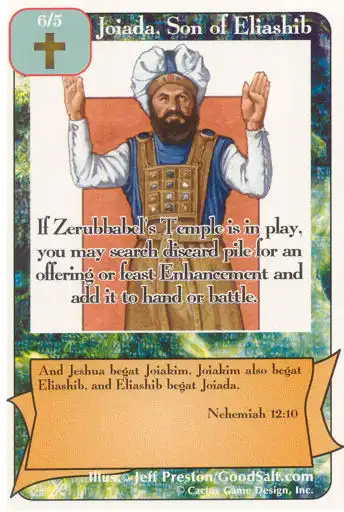 6/5
Joiada, Son of Eliashib
If Zerubbabel's Temple is in play,
you may search discard pile for an
offering or feast Enhancement and
add it to hand or battle.
And Jeshua begat Joiakim, Joiakim also begat
Eliashib, and Eliashib begat Joiada,
Nehemiah 12:10
Illus. © Jeff Preston/GoodSalt.com
© Cactus Game Design, Inc.